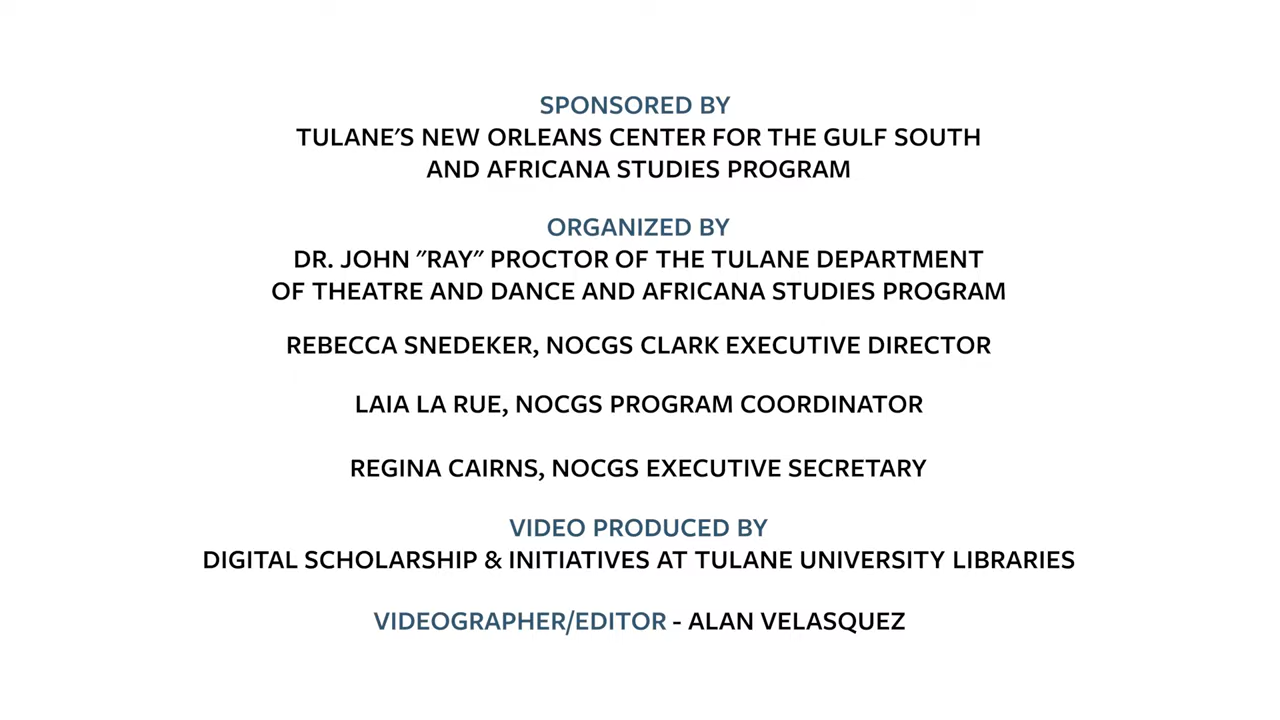 SPONSORED BY
TULANE'S NEW ORLEANS CENTER FOR THE GULF SOUTH
AND AFRICANA STUDIES PROGRAM
ORGANIZED BY
DR. JOHN "RAY" PROCTOR OF THE TULANE DEPARTMENT
OF THEATRE AND DANCE AND AFRICANA STUDIES PROGRAM
REBECCA SNEDEKER, NOCGS CLARK EXECUTIVE DIRECTOR
LAIA LA RUE, NOCGS PROGRAM COORDINATOR
REGINA CAIRNS, NOCGS EXECUTIVE SECRETARY
VIDEO PRODUCED BY
DIGITAL SCHOLARSHIP & INITIATIVES AT TULANE UNIVERSITY LIBRARIES
VIDEOGRAPHER/EDITOR - ALAN VELASQUEZ